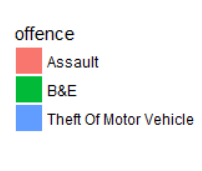 offence
Assault
B&E
Theft Of Motor Vehicle